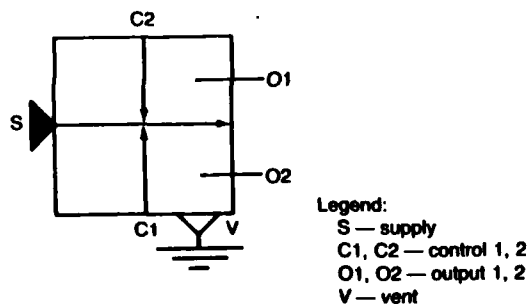 C2
O1
S
O2
C1 V
Legend:
S — supply
C1, C2 — control 1, 2
O1, O2 — output 1, 2
V — vent